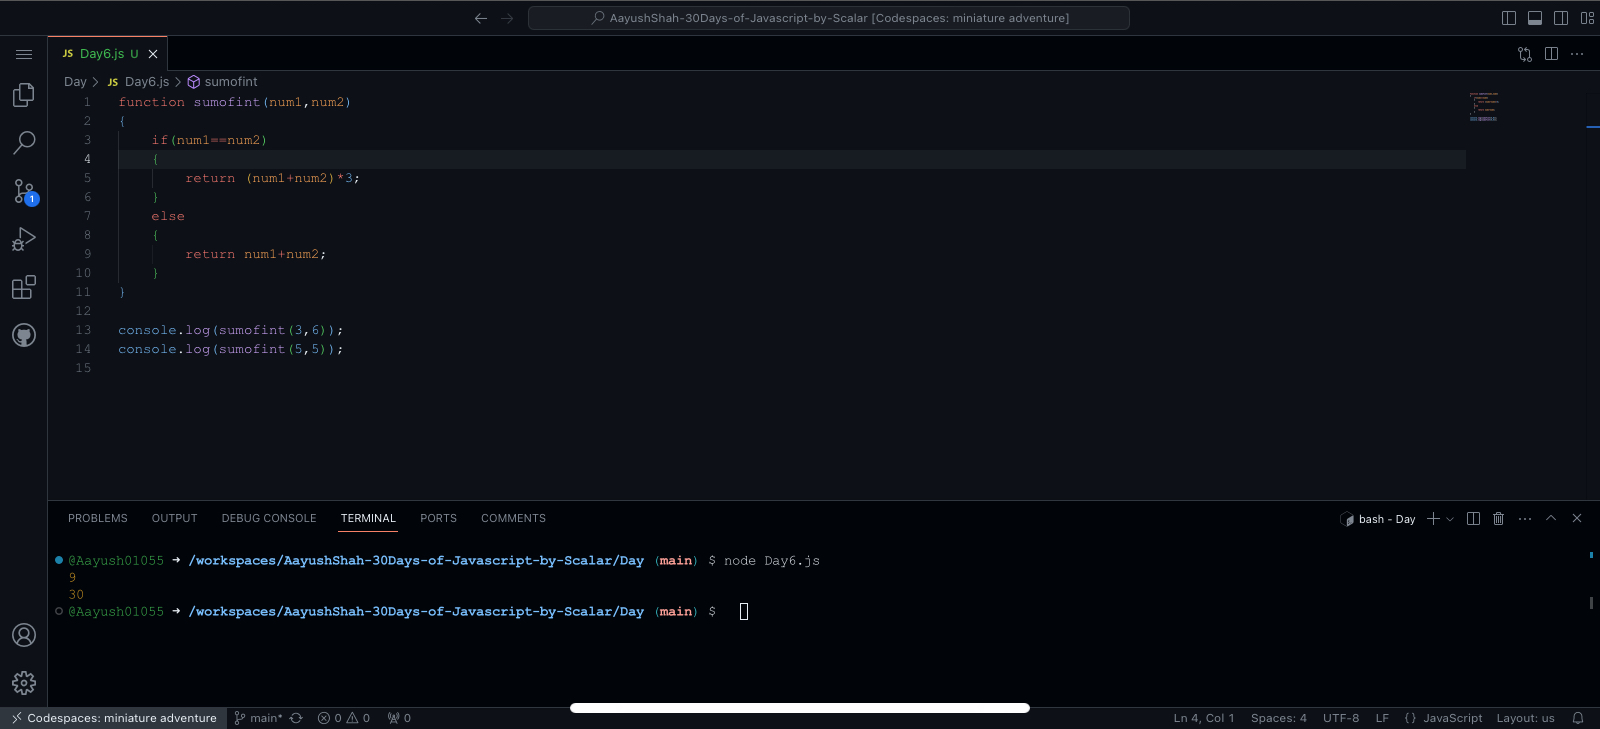 AayushShah-30Days-of-Javascript-by-Scalar [Codespaces: miniature adventure]
JS Day6.js U
Day > JS Day6.js > sumofint
1 function sumofint(num1,num2)
2 {
3 if(num1==num2)
4 {
5 return (num1+num2)*3;
6 }
7 else
8 {
9 return num1+num2;
10 }
11 }
12
13 console.log(sumofint(3,6));
14 console.log(sumofint(5,5));
15
1
PROBLEMS OUTPUT DEBUG CONSOLE TERMINAL PORTS COMMENTS
bash - Day
@Aayush01055 ➜ /workspaces/AayushShah-30Days-of-Javascript-by-Scalar/Day (main) $ node Day6.js
9
30
@Aayush01055 ➜ /workspaces/AayushShah-30Days-of-Javascript-by-Scalar/Day (main) $
Codespaces: miniature adventure main* 0 0 0 Ln 4, Col 1 Spaces: 4 UTF-8 LF {} JavaScript Layout: us